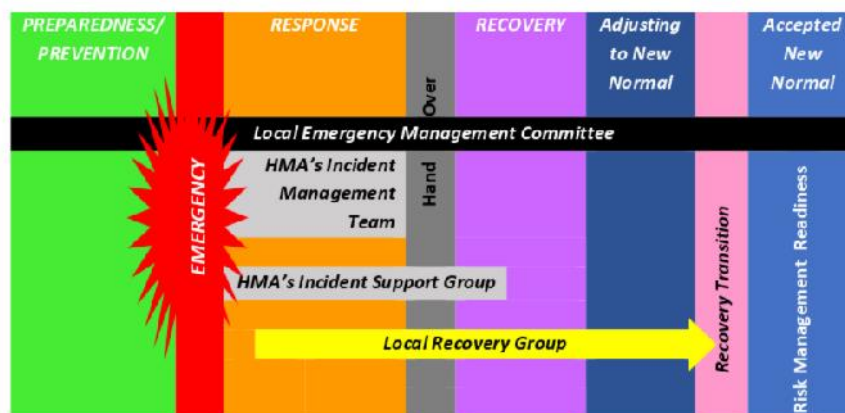 PREPAREDNESS/
PREVENTION
RESPONSE
RECOVERY
Adjusting
to New
Normal
Accepted
New
Normal
Local Emergency Management Committee
HMA's Incident
Management
Team
Hand Over
EMERGENCY
HMA's Incident Support Group
Local Recovery Group
Recovery Transition
Risk Management Readiness